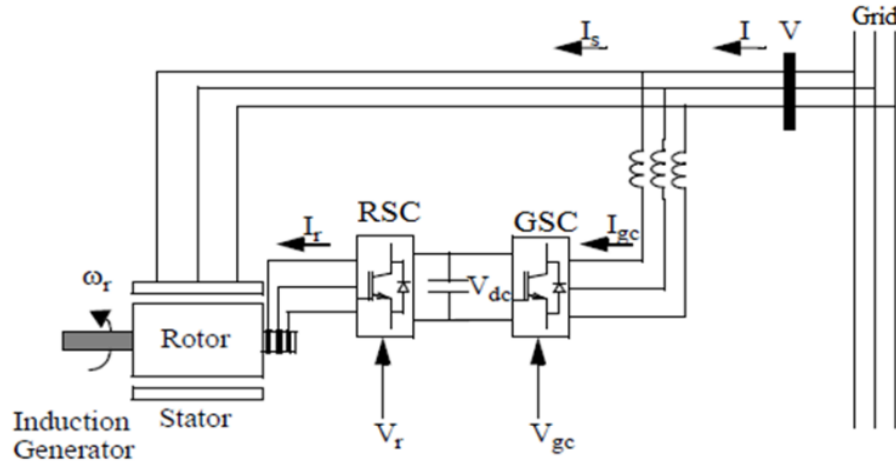 Grid
I_s
I
V
RSC
GSC
I_r
I_gc
V_dc
ω_r
Rotor
Stator
Induction
Generator
V_r
V_gc